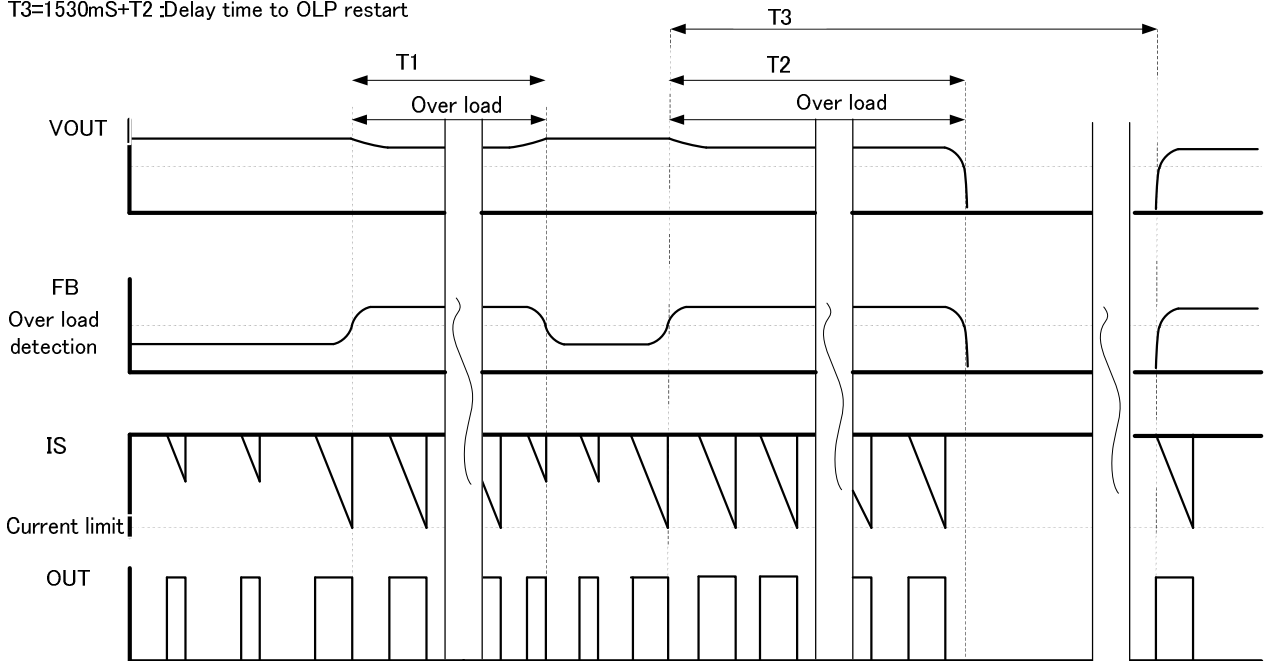 T3=1530mS+T2 :Delay time to OLP restart
T3
T1
T2
Over load
Over load
VOUT
FB
Over load
detection
IS
Current limit
OUT